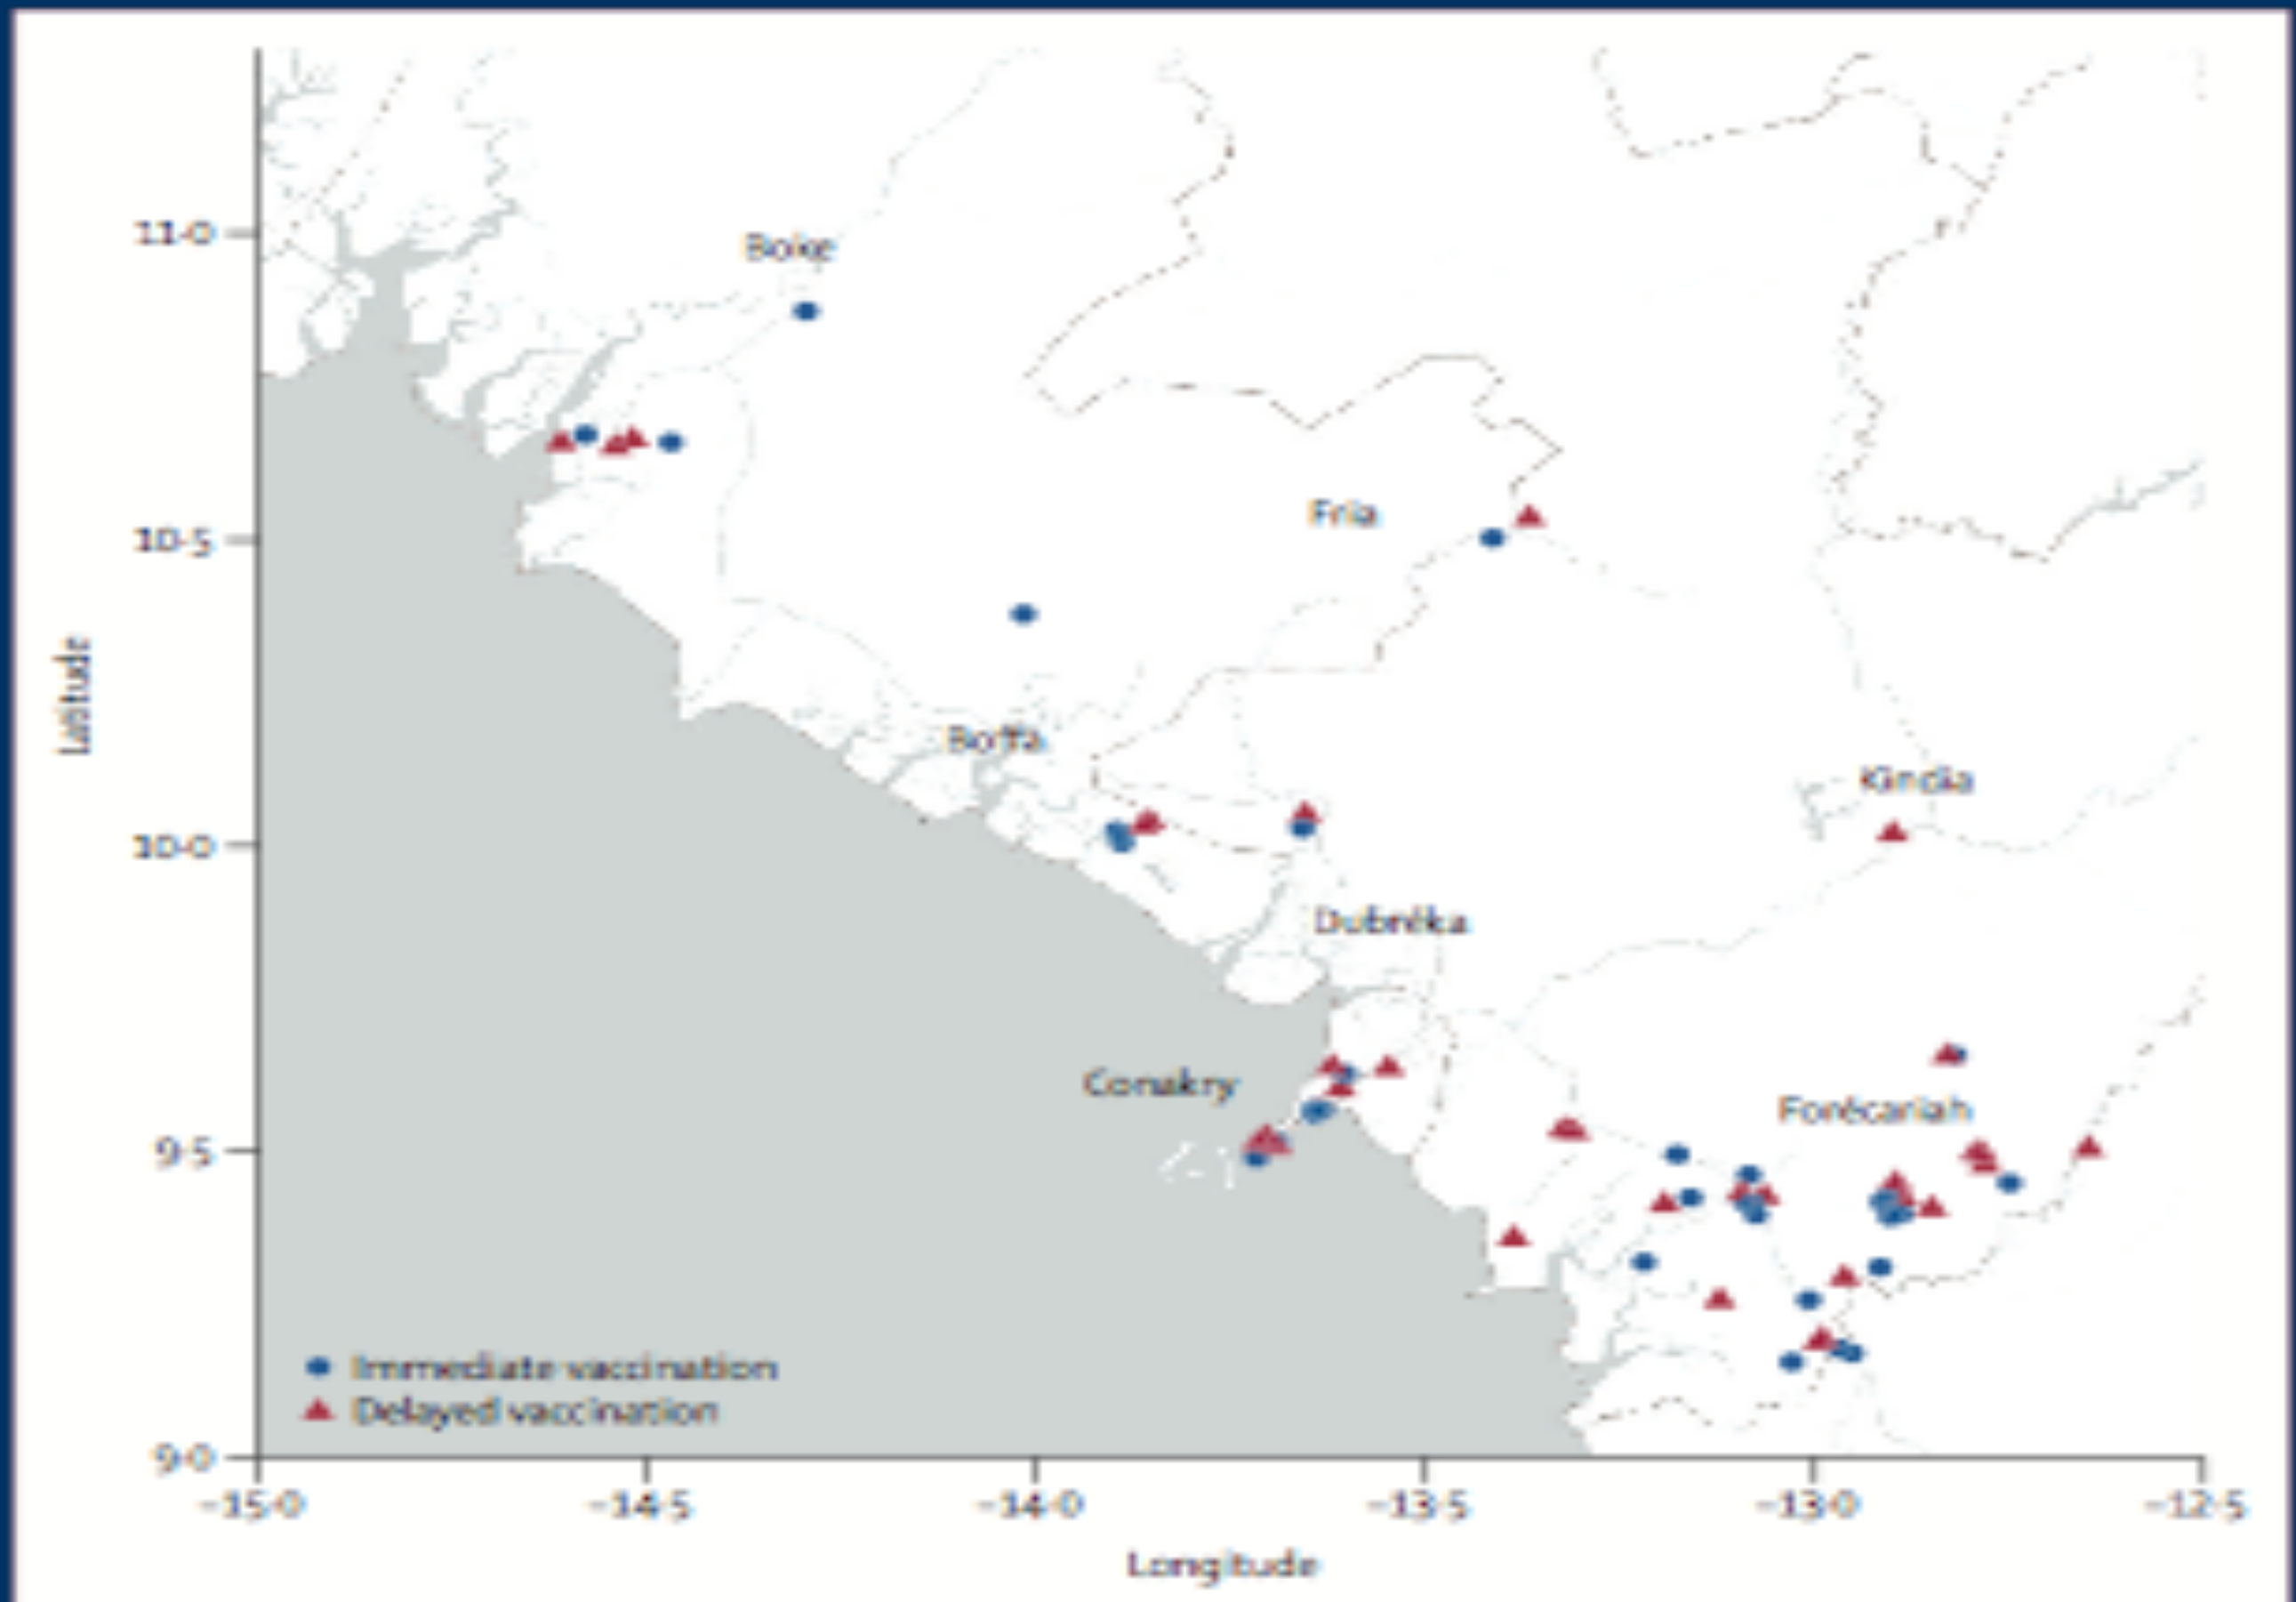 Boke
11·0
Fria
10·5
Latitude
Boffa
Kindia
10·0
Dubréka
Conakry
Forécariah
9·5
Immediate vaccination
Delayed vaccination
9·0
-15·0
-14·5
-14·0
-13·5
-13·0
-12·5
Longitude